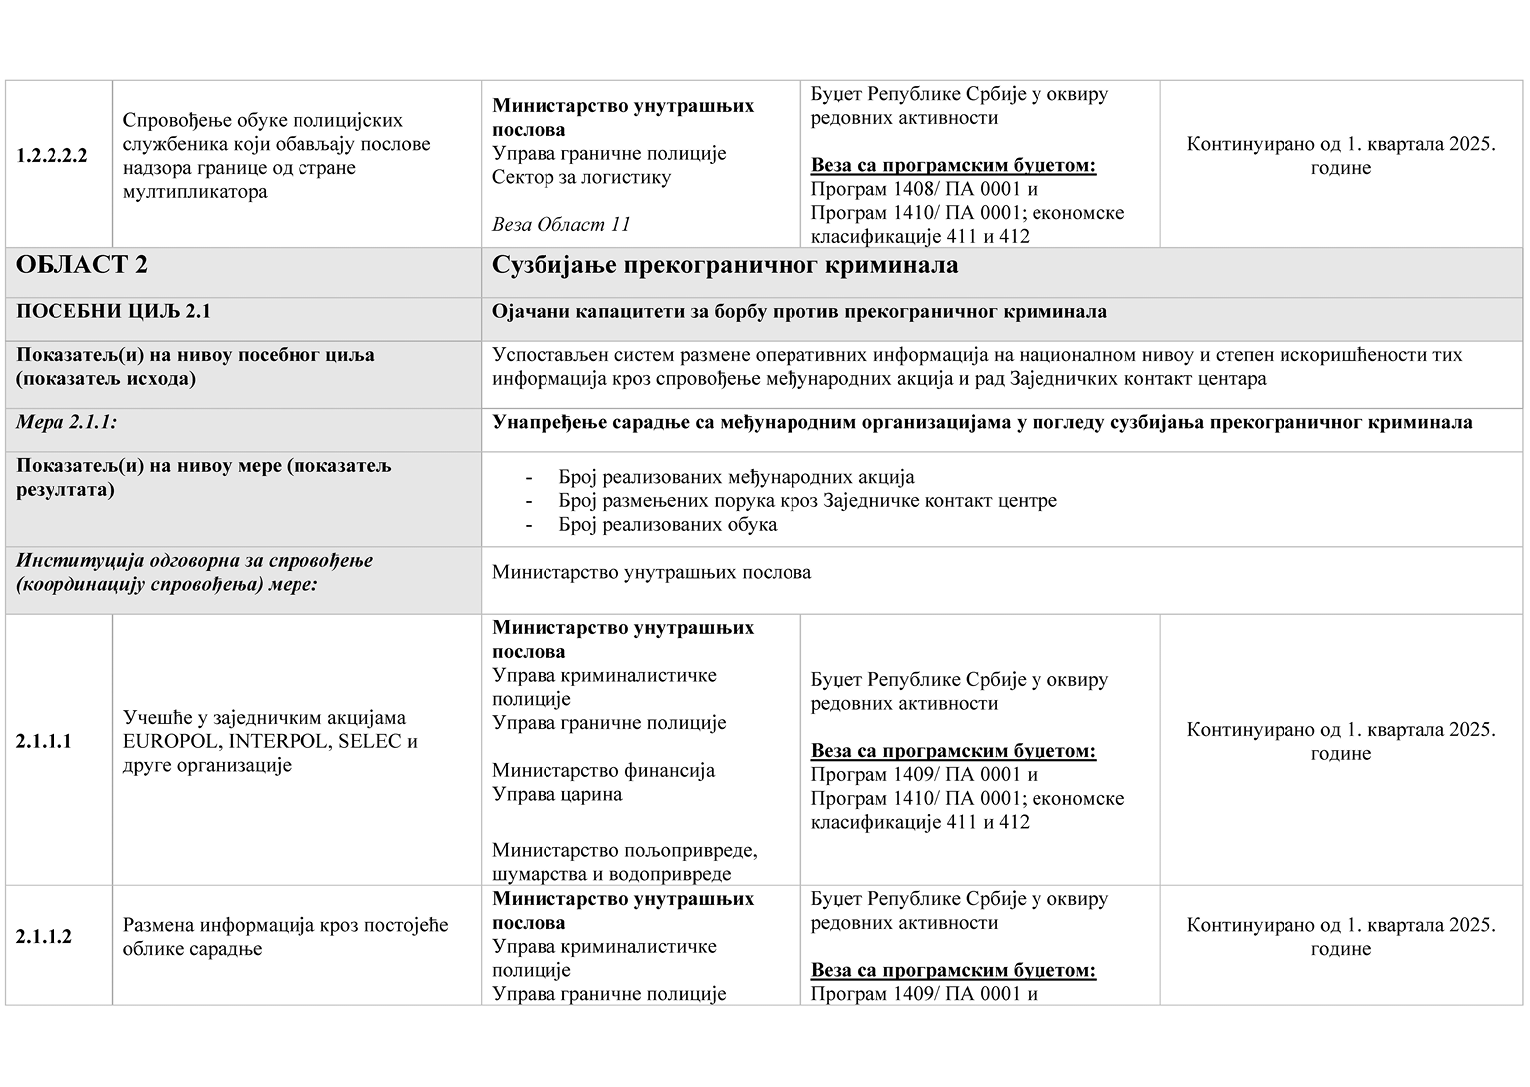 1.2.2.2.2
Спровођење обуке полицијских
службеника који обављају послове
надзора границе од стране
мултипликатора
Министарство унутрашњих
послова
Управа граничне полиције
Сектор за логистику
Веза Област 11
Буџет Републике Србије у оквиру
редовних активности
Веза са програмским буџетом:
Програм 1408/ ПА 0001 и
Програм 1410/ ПА 0001; економске
класификације 411 и 412
Континуирано од 1. квартала 2025.
године
ОБЛАСТ 2
Сузбијање прекограничног криминала
ПОСЕБНИ ЦИЉ 2.1
Ојачани капацитети за борбу против прекограничног криминала
Показатељ(и) на нивоу посебног циља
(показатељ исхода)
Успостављен систем размене оперативних информација на националном нивоу и степен искоришћености тих
информација кроз спровођење међународних акција и рад Заједничких контакт центара
Мера 2.1.1:
Унапређење сарадње са међународним организацијама у погледу сузбијања прекограничног криминала
Показатељ(и) на нивоу мере (показатељ
резултата)
- Број реализованих међународних акција
- Број размењених порука кроз Заједничке контакт центре
- Број реализованих обука
Институција одговорна за спровођење
(координацију спровођења) мере:
Министарство унутрашњих послова
2.1.1.1
Учешће у заједничким акцијама
EUROPOL, INTERPOL, SELEC и
друге организације
Министарство унутрашњих
послова
Управа криминалистичке
полиције
Управа граничне полиције
Министарство финансија
Управа царина
Министарство пољопривреде,
шумарства и водопривреде
Буџет Републике Србије у оквиру
редовних активности
Веза са програмским буџетом:
Програм 1409/ ПА 0001 и
Програм 1410/ ПА 0001; економске
класификације 411 и 412
Континуирано од 1. квартала 2025.
године
2.1.1.2
Размена информација кроз постојеће
облике сарадње
Министарство унутрашњих
послова
Управа криминалистичке
полиције
Управа граничне полиције
Буџет Републике Србије у оквиру
редовних активности
Веза са програмским буџетом:
Програм 1409/ ПА 0001 и
Континуирано од 1. квартала 2025.
године